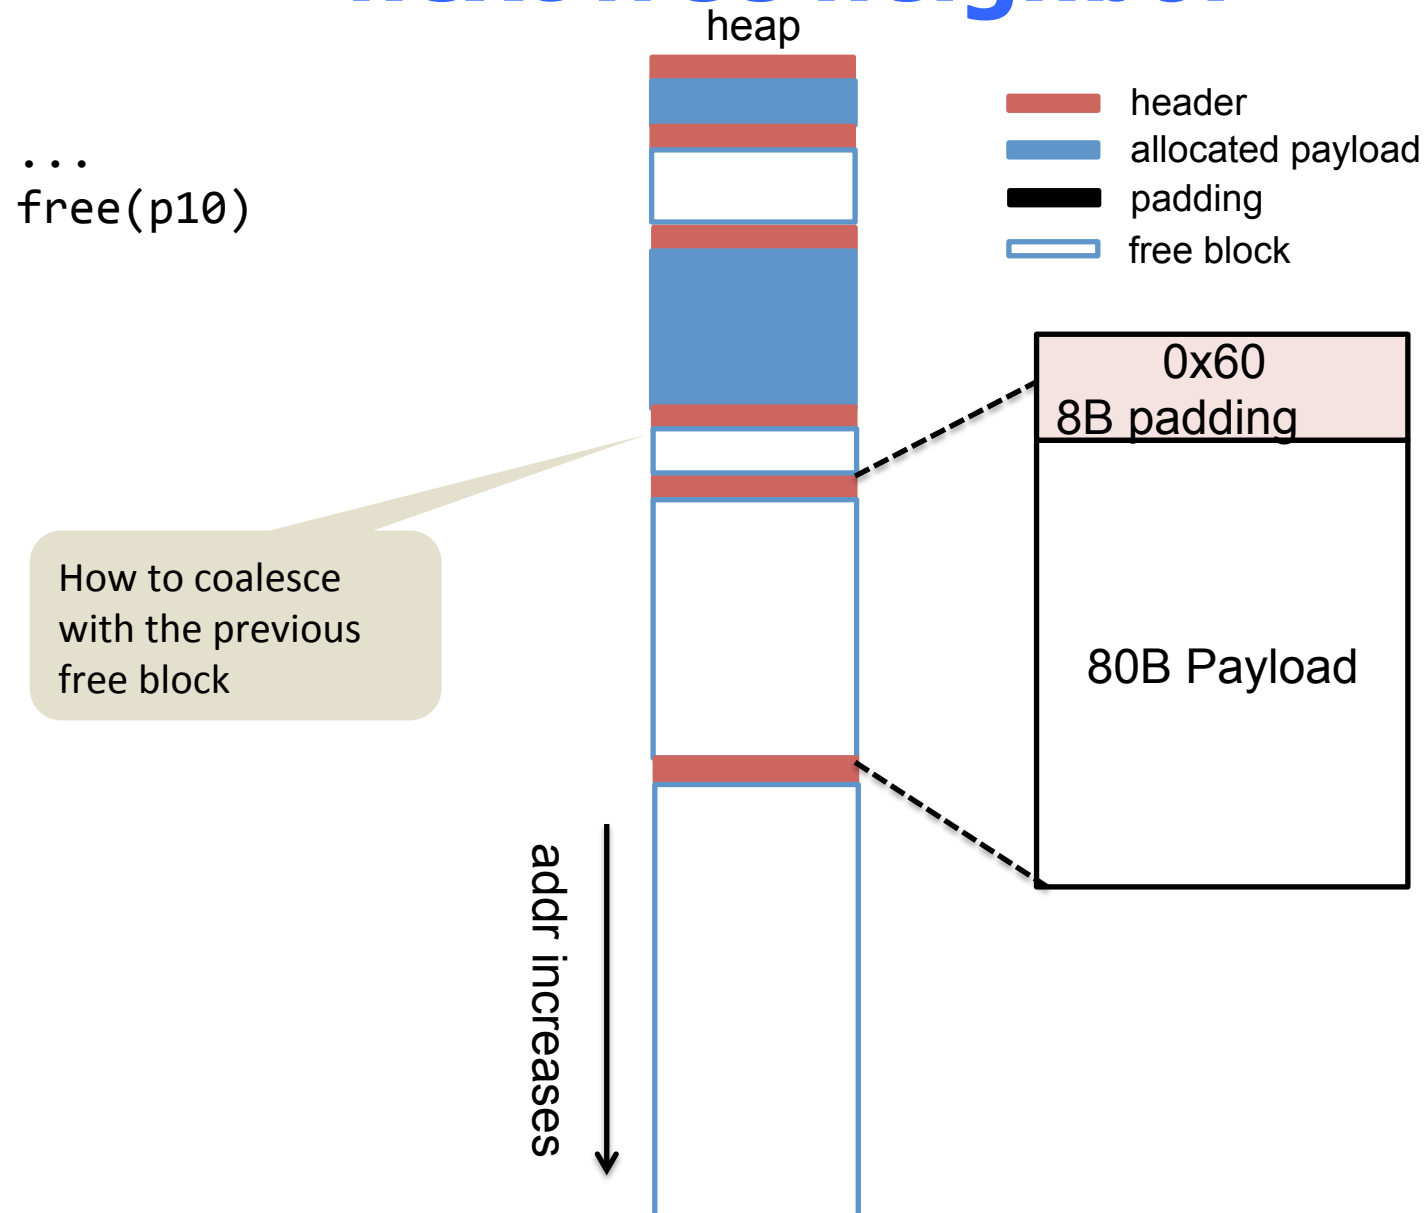 heap
...
free(p10)
header
allocated payload
padding
free block
0x60
8B padding
80B Payload
How to coalesce
with the previous
free block
addr increases